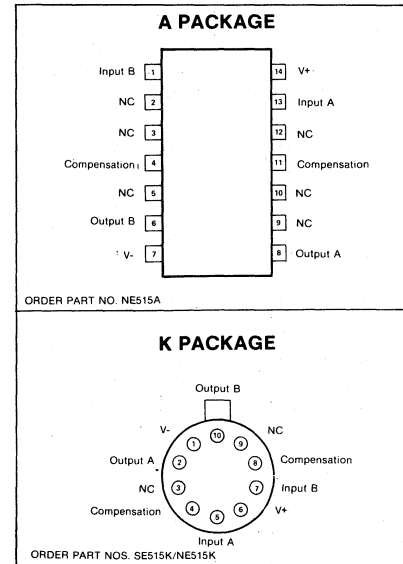 A PACKAGE
Input B 1 14 V+
NC 2 13 Input A
NC 3 12 NC
Compensation 4 11 Compensation
NC 5 10 NC
Output B 6 9 NC
V- 7 8 Output A
ORDER PART NO. NE515A
K PACKAGE
Output B
V- 1 10 9 NC
Output A 2 8 Compensation
NC 3 7 Input B
Compensation 4 5 6 V+
Input A
ORDER PART NOS. SE515K/NE515K